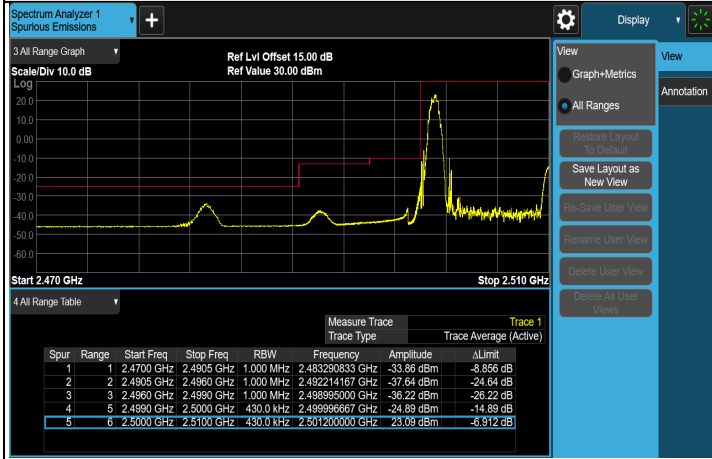 Spectrum Analyzer 1
Spurious Emissions
+
Display
3 All Range Graph
Scale/Div 10.0 dB
Ref Lvl Offset 15.00 dB
Ref Value 30.00 dBm
Log
20.0
10.0
0.00
-10.0
-20.0
-30.0
-40.0
-50.0
-60.0
Start 2.470 GHz
Stop 2.510 GHz
4 All Range Table
Measure Trace Trace 1
Trace Type Trace Average (Active)
Spur Range Start Freq Stop Freq RBW Frequency Amplitude ΔLimit
1 1 2.4700 GHz 2.4905 GHz 1.000 MHz 2.483290833 GHz -33.86 dBm -8.856 dB
2 2 2.4905 GHz 2.4960 GHz 1.000 MHz 2.492214167 GHz -37.64 dBm -24.64 dB
3 3 2.4960 GHz 2.4990 GHz 1.000 MHz 2.498995000 GHz -36.22 dBm -26.22 dB
4 5 2.4990 GHz 2.5000 GHz 430.0 kHz 2.499996667 GHz -24.89 dBm -14.89 dB
5 6 2.5000 GHz 2.5100 GHz 430.0 kHz 2.501200000 GHz 23.09 dBm -6.912 dB
View
Graph+Metrics
All Ranges
Restore Layout
To Default
Save Layout as
New View
Re-Save User View
Rename User View
Delete User View
Delete All User
Views
View
Annotation